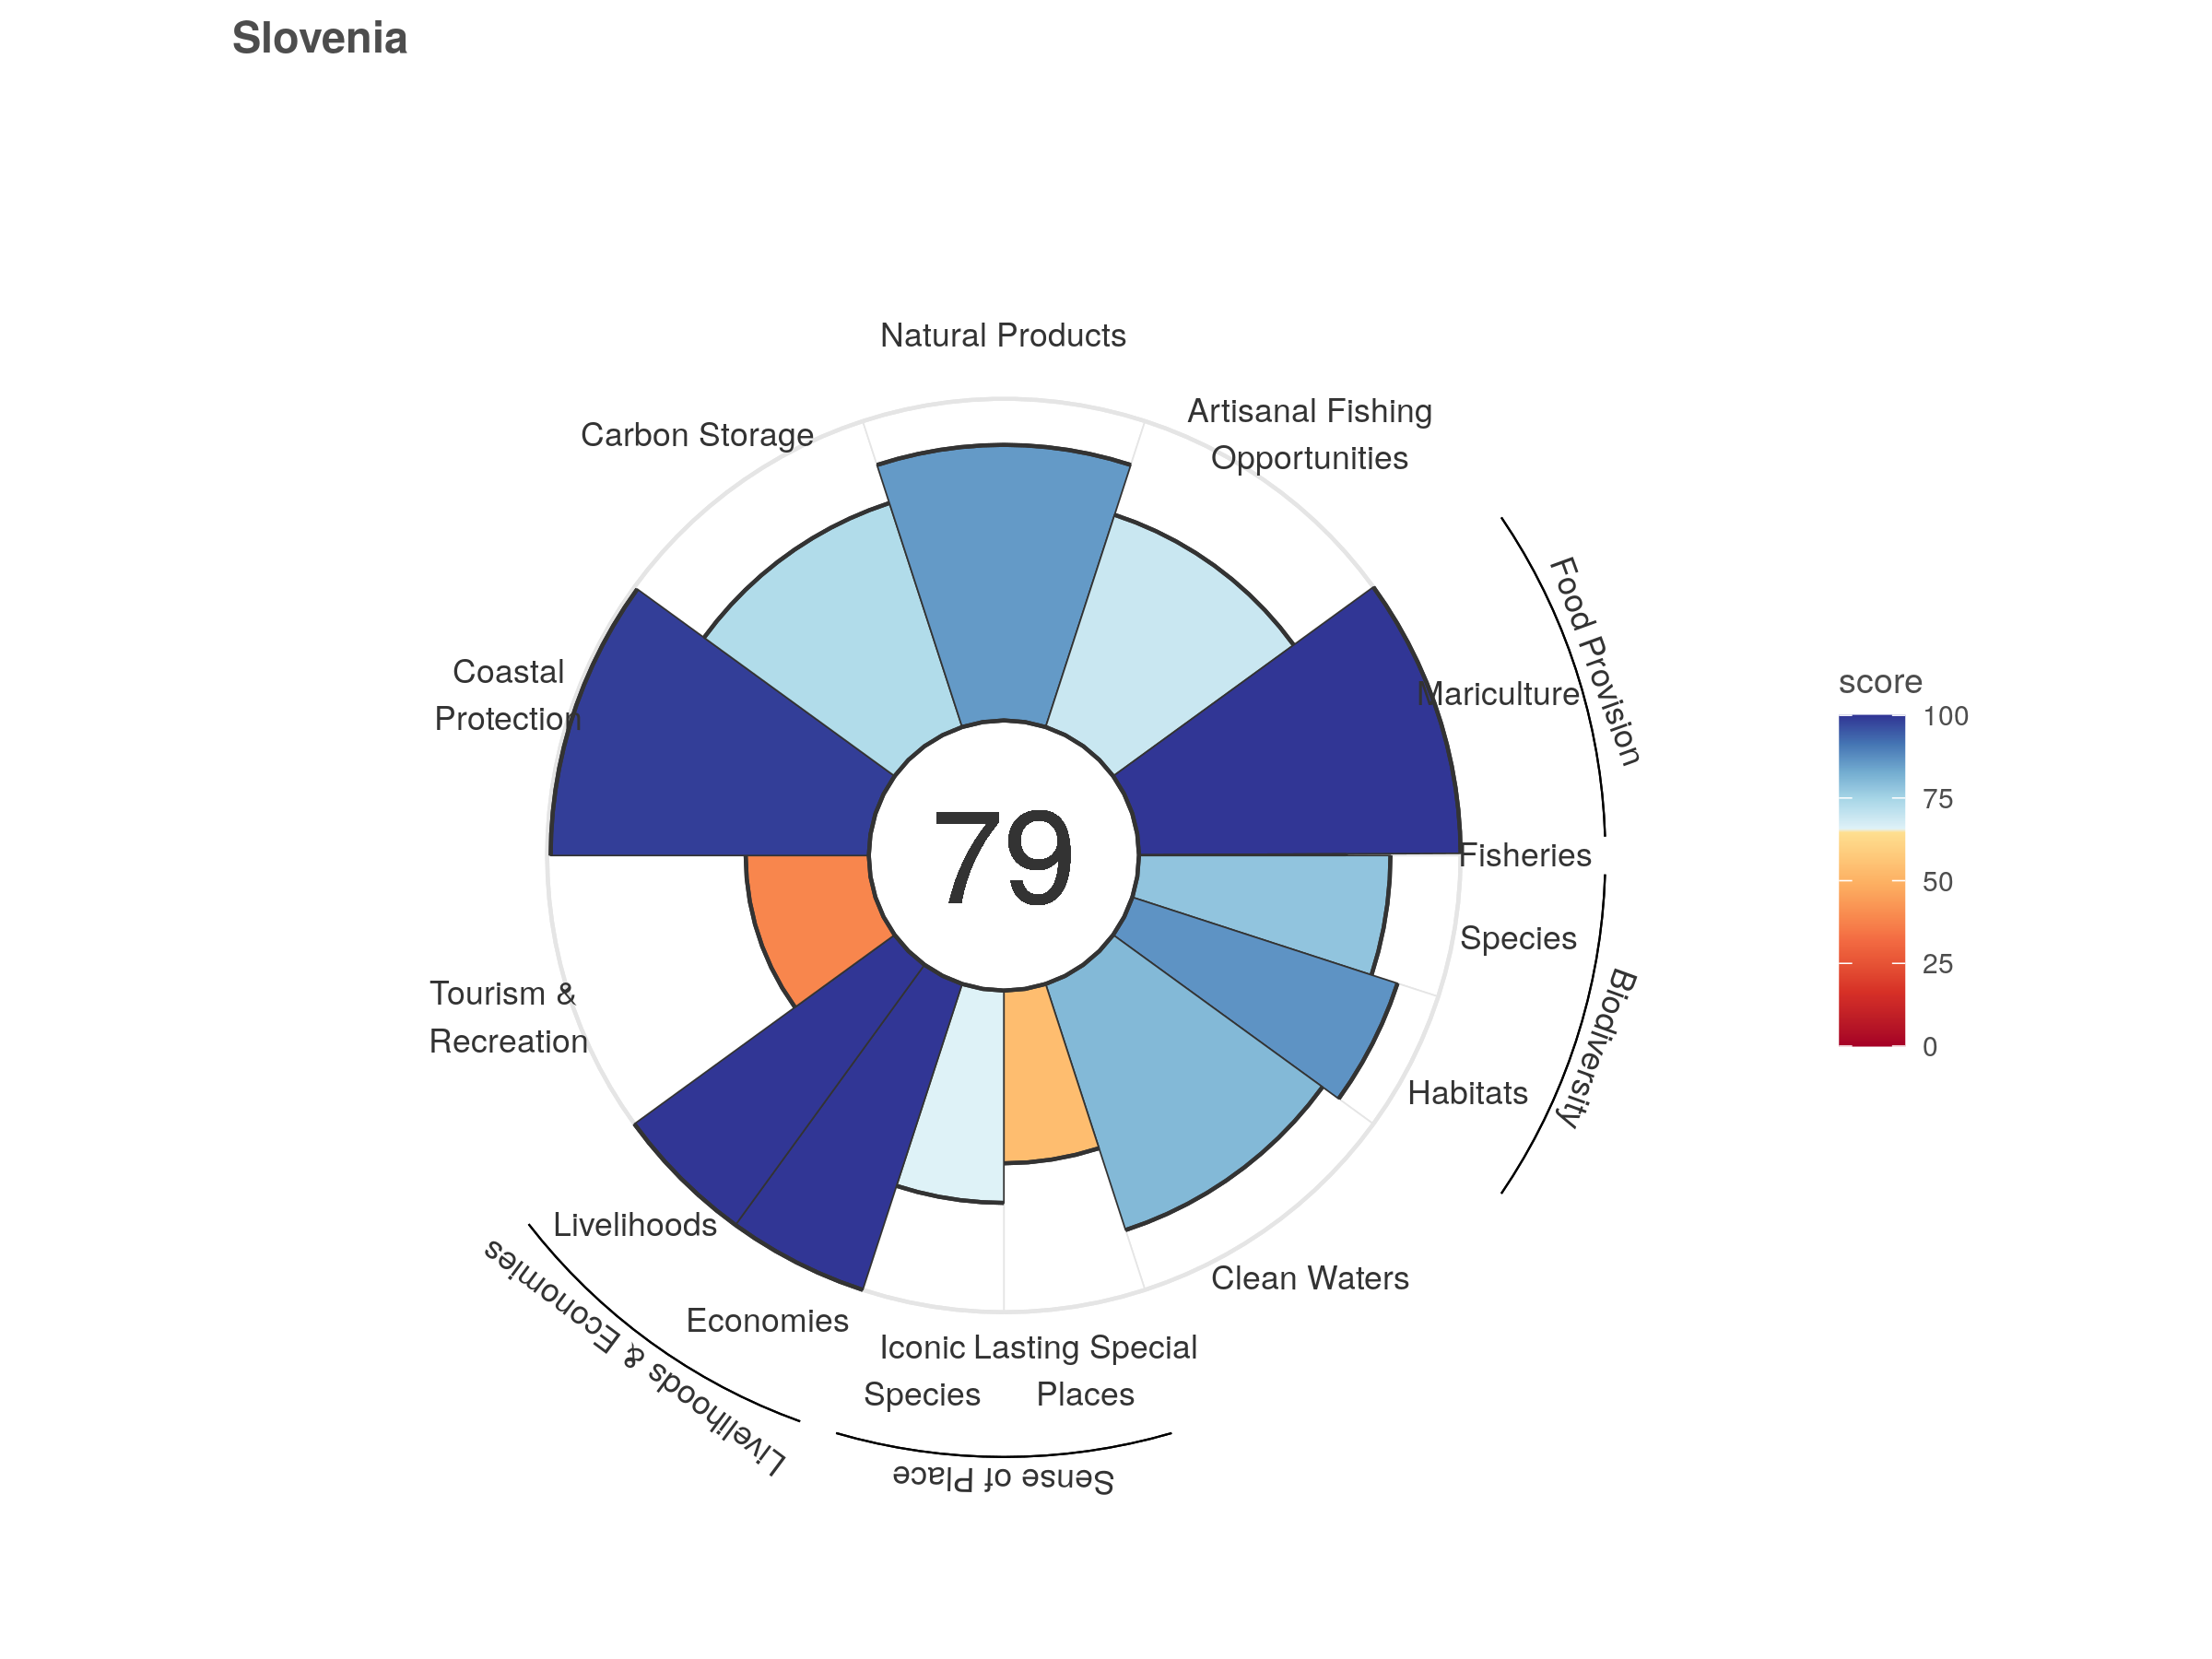 Slovenia
Natural Products
Artisanal Fishing
Opportunities
Carbon Storage
Food Provision
Mariculture
Coastal
Protection
79
Fisheries
Species
Biodiversity
Habitats
Tourism &
Recreation
Clean Waters
Livelihoods
Economies
Livelihoods & Economies
Iconic
Species
Lasting Special
Places
Sense of Place
score
100
75
50
25
0